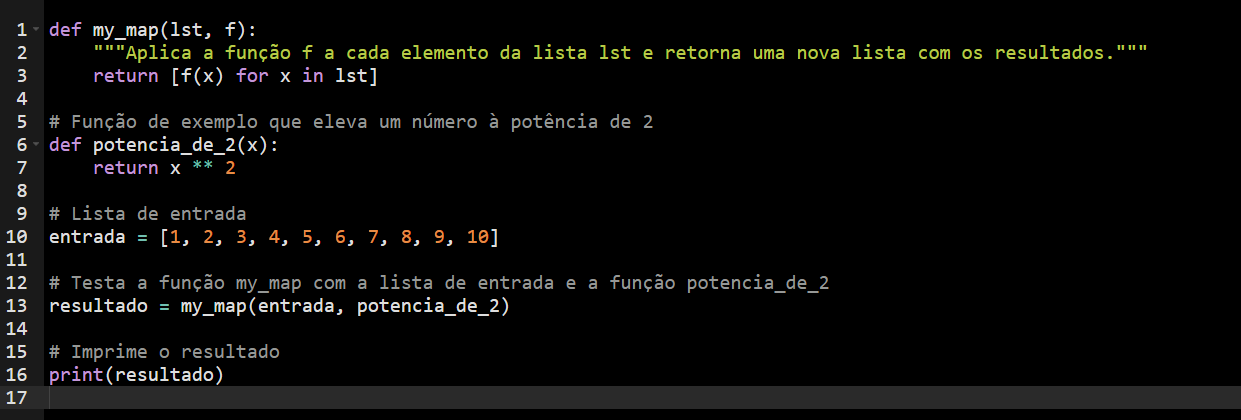 1 def my_map(lst, f):
2     """Aplica a função f a cada elemento da lista lst e retorna uma nova lista com os resultados."""
3     return [f(x) for x in lst]
4
5 # Função de exemplo que eleva um número à potência de 2
6 def potencia_de_2(x):
7     return x ** 2
8
9 # Lista de entrada
10 entrada = [1, 2, 3, 4, 5, 6, 7, 8, 9, 10]
11
12 # Testa a função my_map com a lista de entrada e a função potencia_de_2
13 resultado = my_map(entrada, potencia_de_2)
14
15 # Imprime o resultado
16 print(resultado)
17